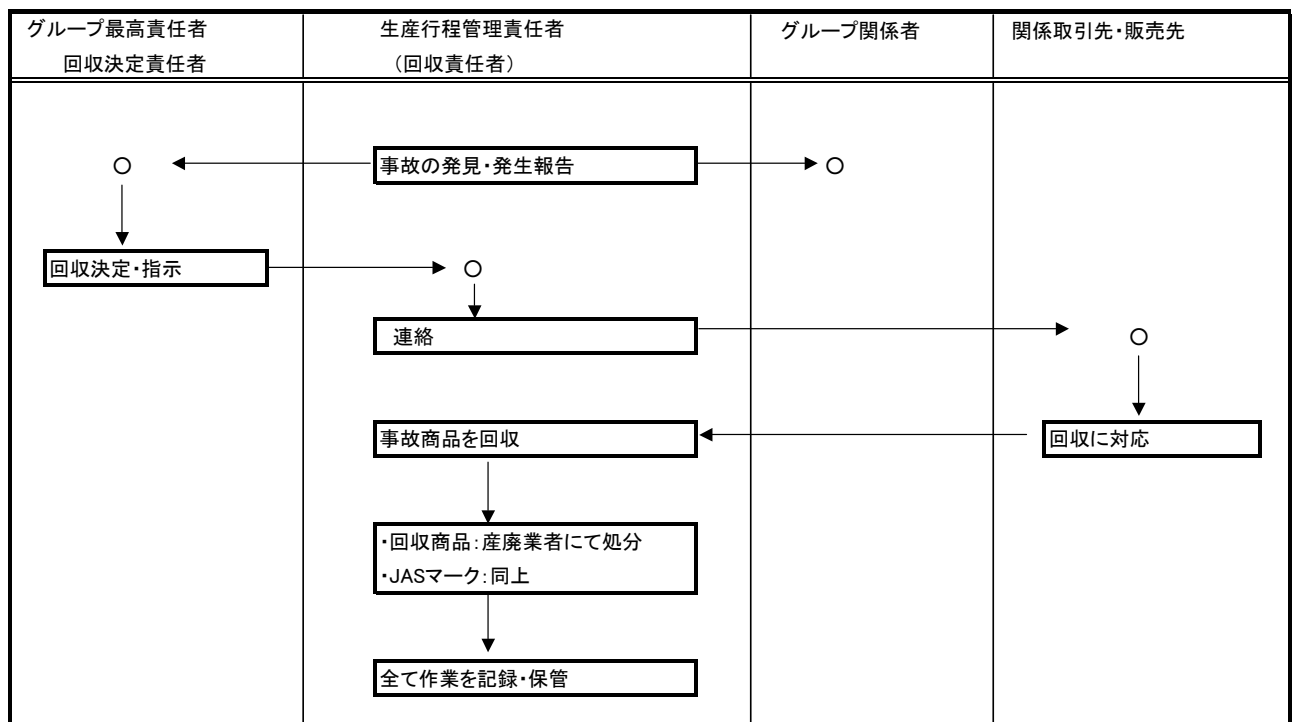 グループ最高責任者
回収決定責任者
生産行程管理責任者
(回収責任者)
グループ関係者
関係取引先・販売先
○
事故の発見・発生報告
○
回収決定・指示
○
連絡
○
事故商品を回収
回収に対応
・回収商品:産廃業者にて処分
・JASマーク:同上
全て作業を記録・保管